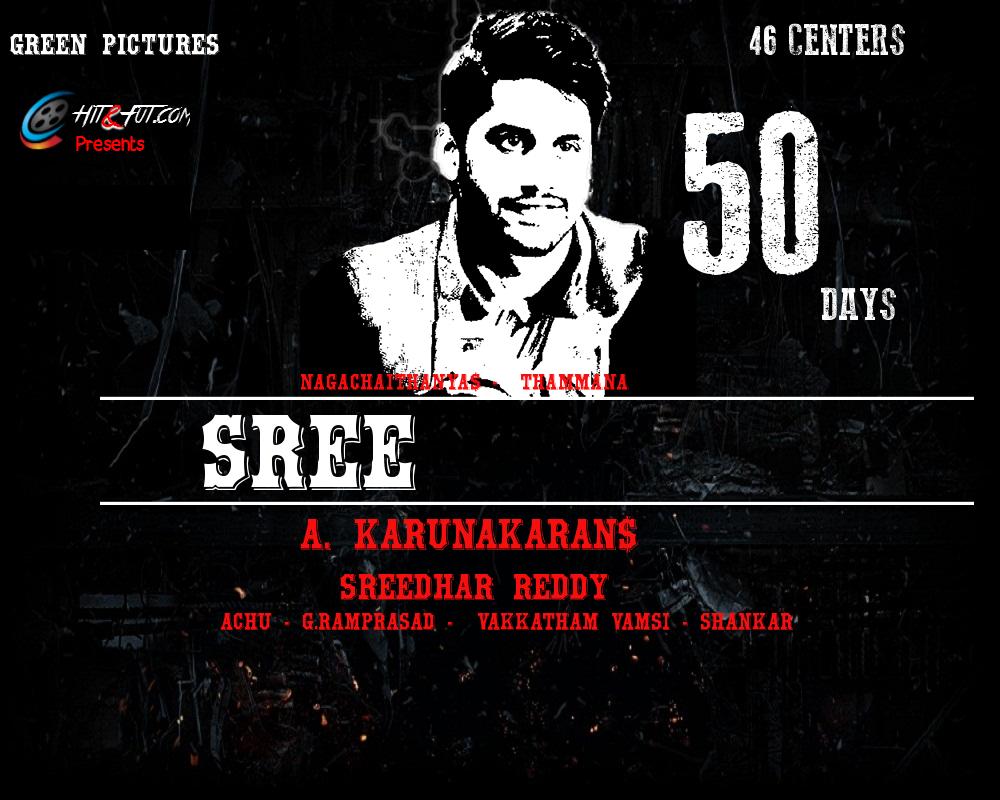 GREEN PICTURES
46 CENTERS
HIT&FUT.COM
Presents
50
DAYS
NAGACHAITHANYA$ - THAMMANA
SREE
A. KARUNAKARAN$
SREEDHAR REDDY
ACHU - G.RAMPRASAD - VAKKATHAM VAMSI - SHANKAR